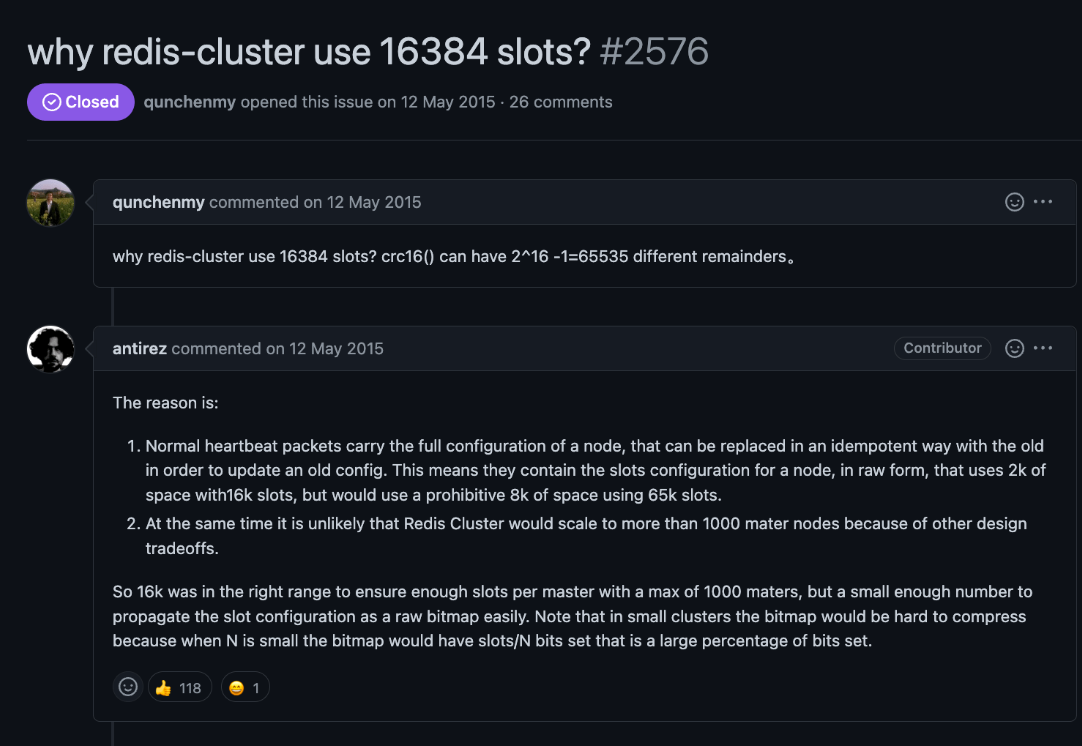 why redis-cluster use 16384 slots? #2576
Closed qunchenmy opened this issue on 12 May 2015 · 26 comments
qunchenmy commented on 12 May 2015
why redis-cluster use 16384 slots? crc16() can have 2^16 -1=65535 different remainders。
antirez commented on 12 May 2015 Contributor
The reason is:
1. Normal heartbeat packets carry the full configuration of a node, that can be replaced in an idempotent way with the old
in order to update an old config. This means they contain the slots configuration for a node, in raw form, that uses 2k of
space with16k slots, but would use a prohibitive 8k of space using 65k slots.
2. At the same time it is unlikely that Redis Cluster would scale to more than 1000 mater nodes because of other design
tradeoffs.
So 16k was in the right range to ensure enough slots per master with a max of 1000 maters, but a small enough number to
propagate the slot configuration as a raw bitmap easily. Note that in small clusters the bitmap would be hard to compress
because when N is small the bitmap would have slots/N bits set that is a large percentage of bits set.
👍 118 😄 1